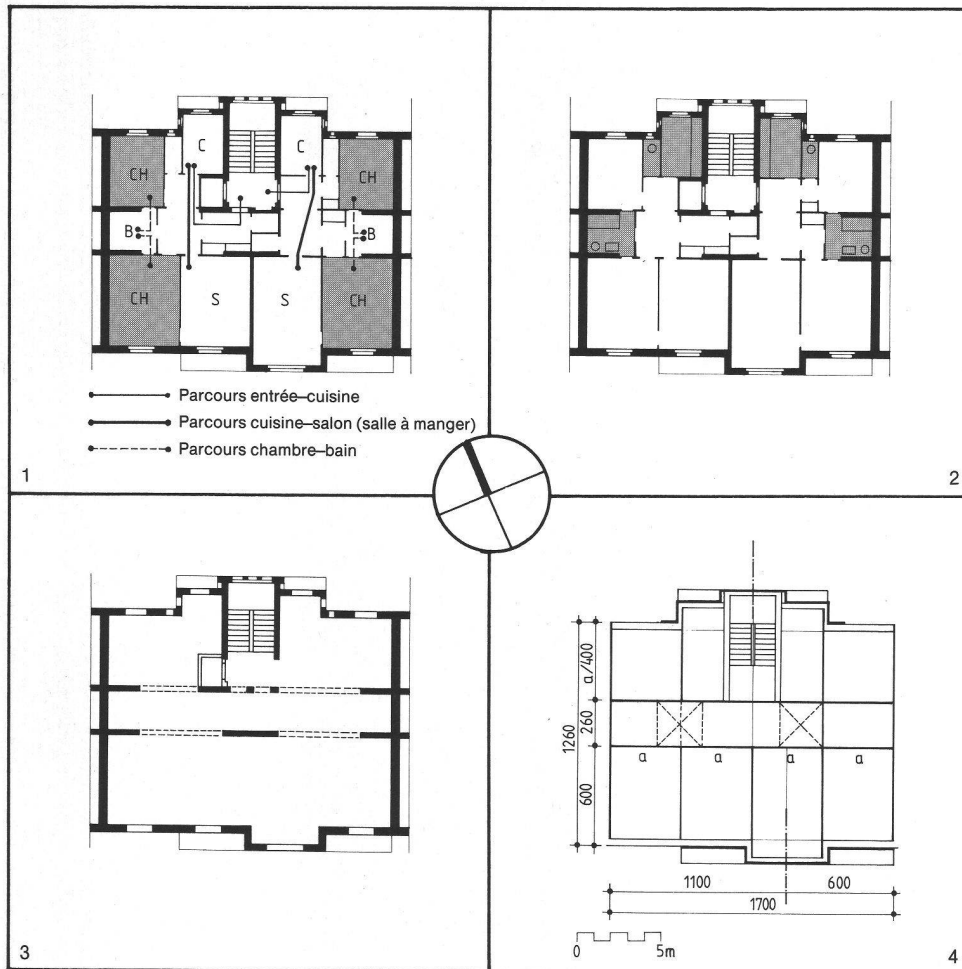 C
C
CH
CH
B
B
CH
S
S
CH
Parcours entrée–cuisine
Parcours cuisine–salon (salle à manger)
Parcours chambre–bain
1
2
3
a/400
260
1260
600
a
a
a
a
1100
600
1700
0
5m
4